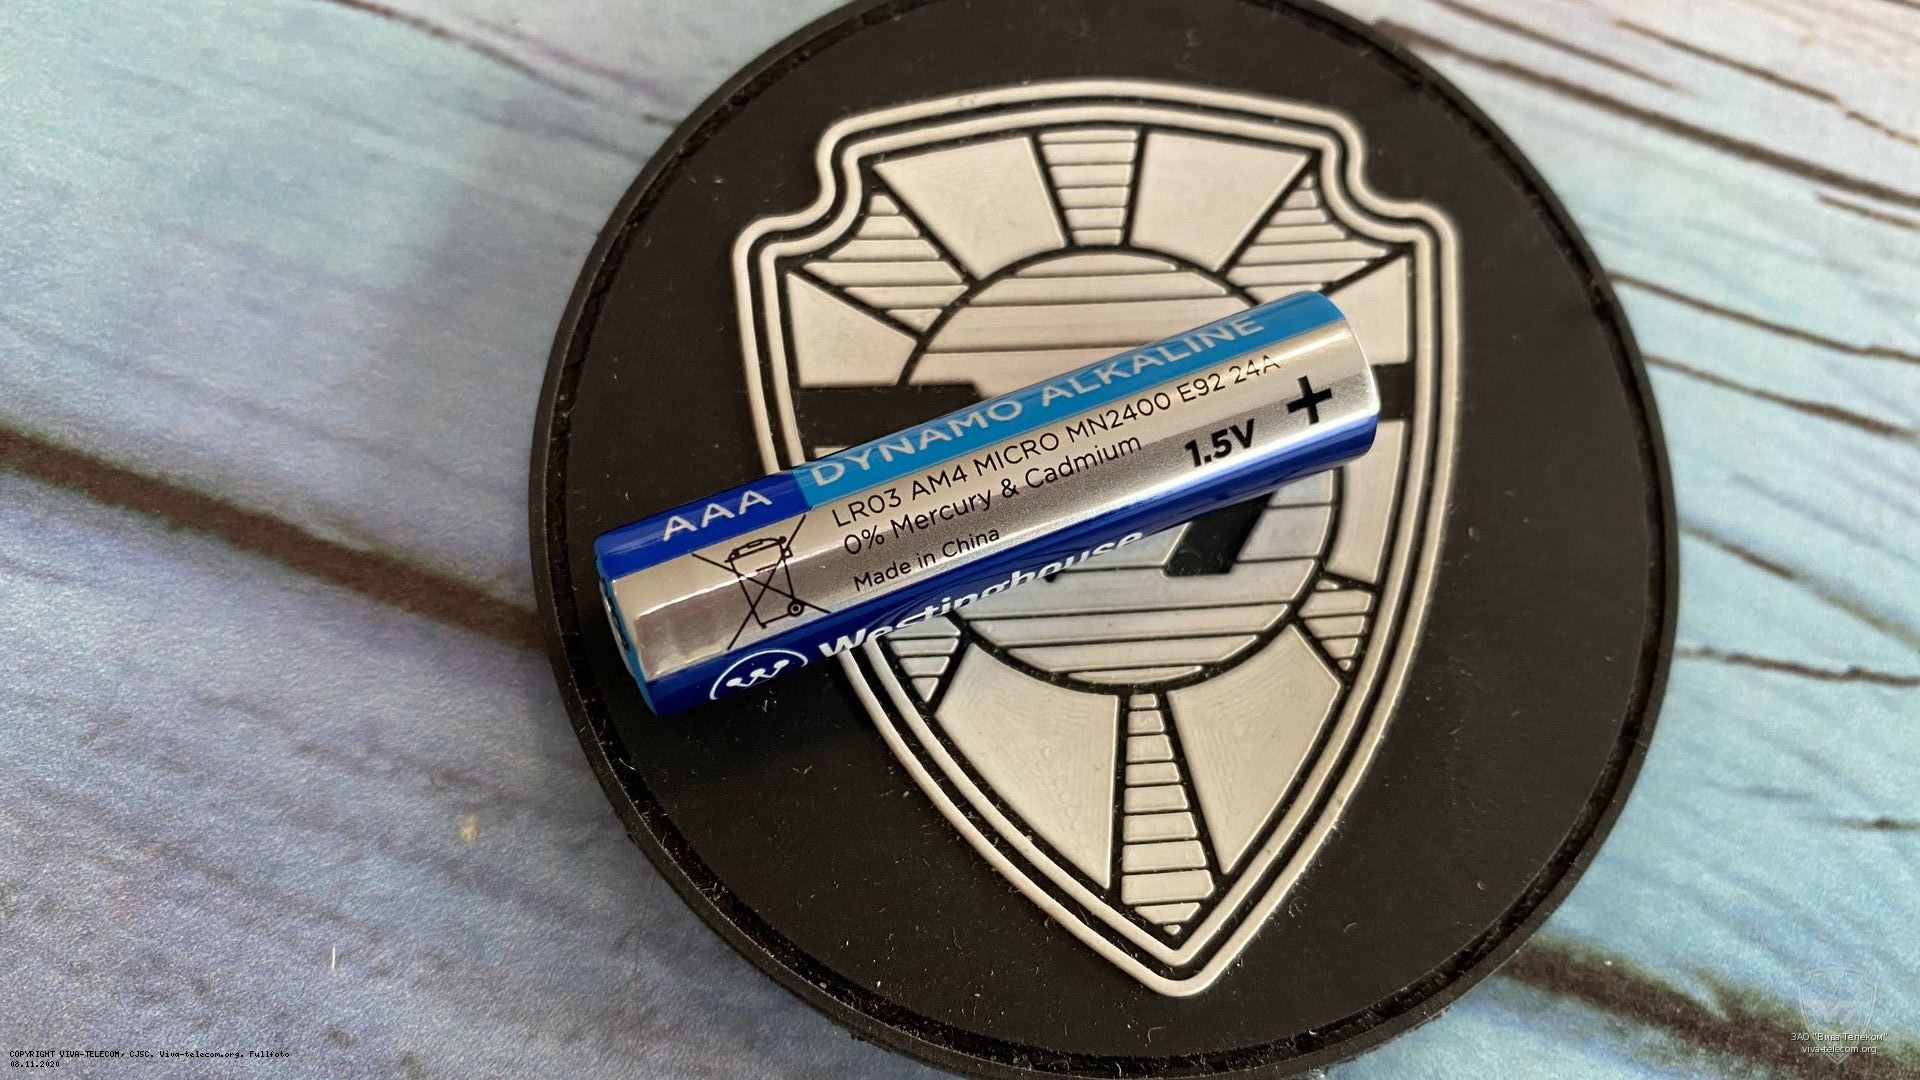 AAA DYNAMO ALKALINE
LR03 AM4 MICRO MN2400 E92 24A
0% Mercury & Cadmium
1.5V +
Made in China
Westinghouse
COPYRIGHT VIVA-TELECOM, CJSC. Viva-telecom.org. Fullfoto
08.11.2020
ЗАО "Вива-Телеком"
viva-telecom.org